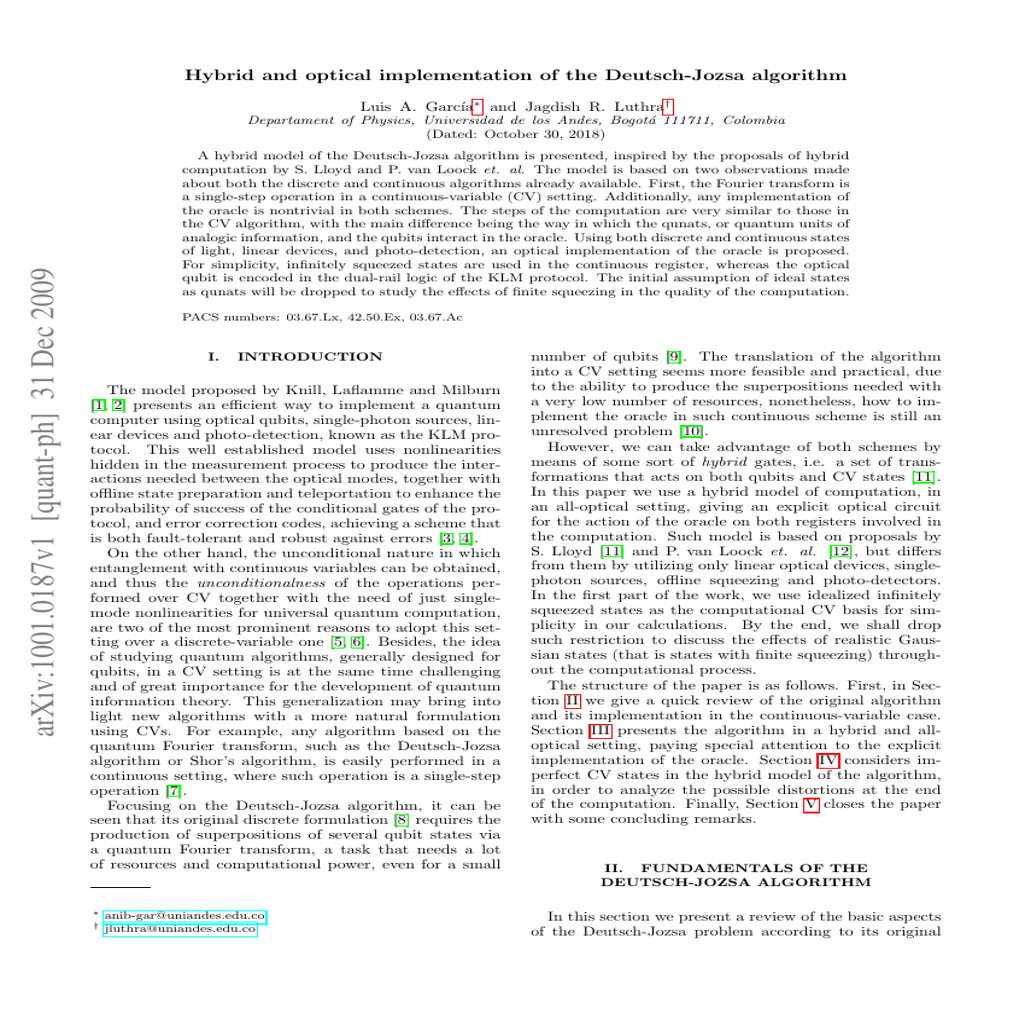 Hybrid and optical implementation of the Deutsch-Jozsa algorithm
Luis A. García* and Jagdish R. Luthra†
Departament of Physics, Universidad de los Andes, Bogotá 111711, Colombia
(Dated: October 30, 2018)
A hybrid model of the Deutsch-Jozsa algorithm is presented, inspired by the proposals of hybrid
computation by S. Lloyd and P. van Loock et. al. The model is based on two observations made
about both the discrete and continuous algorithms already available. First, the Fourier transform is
a single-step operation in a continuous-variable (CV) setting. Additionally, any implementation of
the oracle is nontrivial in both schemes. The steps of the computation are very similar to those in
the CV algorithm, with the main difference being the way in which the qunats, or quantum units of
analogic information, and the qubits interact in the oracle. Using both discrete and continuous states
of light, linear devices, and photo-detection, an optical implementation of the oracle is proposed.
For simplicity, infinitely squeezed states are used in the continuous register, whereas the optical
qubit is encoded in the dual-rail logic of the KLM protocol. The initial assumption of ideal states
as qunats will be dropped to study the effects of finite squeezing in the quality of the computation.
PACS numbers: 03.67.Lx, 42.50.Ex, 03.67.Ac
arXiv:1001.0187v1 [quant-ph] 31 Dec 2009
I. INTRODUCTION
The model proposed by Knill, Laflamme and Milburn
[1, 2] presents an efficient way to implement a quantum
computer using optical qubits, single-photon sources, lin-
ear devices and photo-detection, known as the KLM pro-
tocol. This well established model uses nonlinearities
hidden in the measurement process to produce the inter-
actions needed between the optical modes, together with
offline state preparation and teleportation to enhance the
probability of success of the conditional gates of the pro-
tocol, and error correction codes, achieving a scheme that
is both fault-tolerant and robust against errors [3, 4].
On the other hand, the unconditional nature in which
entanglement with continuous variables can be obtained,
and thus the unconditionalness of the operations per-
formed over CV together with the need of just single-
mode nonlinearities for universal quantum computation,
are two of the most prominent reasons to adopt this set-
ting over a discrete-variable one [5, 6]. Besides, the idea
of studying quantum algorithms, generally designed for
qubits, in a CV setting is at the same time challenging
and of great importance for the development of quantum
information theory. This generalization may bring into
light new algorithms with a more natural formulation
using CVs. For example, any algorithm based on the
quantum Fourier transform, such as the Deutsch-Jozsa
algorithm or Shor's algorithm, is easily performed in a
continuous setting, where such operation is a single-step
operation [7].
Focusing on the Deutsch-Jozsa algorithm, it can be
seen that its original discrete formulation [8] requires the
production of superpositions of several qubit states via
a quantum Fourier transform, a task that needs a lot
of resources and computational power, even for a small
* anib-gar@uniandes.edu.co
† jluthra@uniandes.edu.co
number of qubits [9]. The translation of the algorithm
into a CV setting seems more feasible and practical, due
to the ability to produce the superpositions needed with
a very low number of resources, nonetheless, how to im-
plement the oracle in such continuous scheme is still an
unresolved problem [10].
However, we can take advantage of both schemes by
means of some sort of hybrid gates, i.e. a set of trans-
formations that acts on both qubits and CV states [11].
In this paper we use a hybrid model of computation, in
an all-optical setting, giving an explicit optical circuit
for the action of the oracle on both registers involved in
the computation. Such model is based on proposals by
S. Lloyd [11] and P. van Loock et. al. [12], but differs
from them by utilizing only linear optical devices, single-
photon sources, offline squeezing and photo-detectors.
In the first part of the work, we use idealized infinitely
squeezed states as the computational CV basis for sim-
plicity in our calculations. By the end, we shall drop
such restriction to discuss the effects of realistic Gaus-
sian states (that is states with finite squeezing) through-
out the computational process.
The structure of the paper is as follows. First, in Sec-
tion II we give a quick review of the original algorithm
and its implementation in the continuous-variable case.
Section III presents the algorithm in a hybrid and all-
optical setting, paying special attention to the explicit
implementation of the oracle. Section IV considers im-
perfect CV states in the hybrid model of the algorithm,
in order to analyze the possible distortions at the end
of the computation. Finally, Section V closes the paper
with some concluding remarks.
II. FUNDAMENTALS OF THE
DEUTSCH-JOZSA ALGORITHM
In this section we present a review of the basic aspects
of the Deutsch-Jozsa problem according to its original